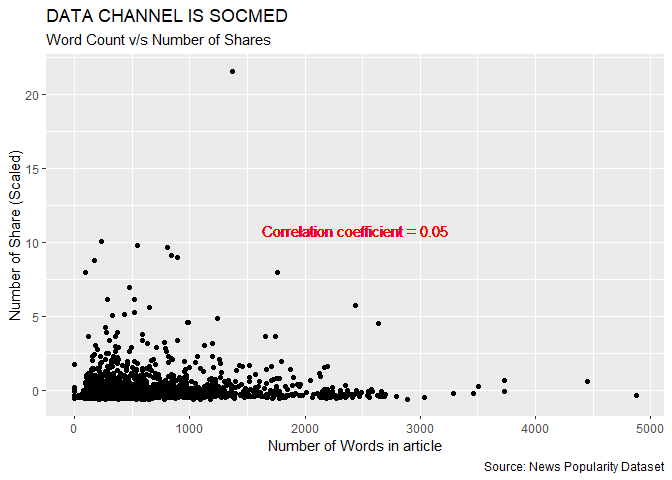 DATA CHANNEL IS SOCMED
Word Count v/s Number of Shares
Number of Share (Scaled)
20
15
10
5
0
Correlation coefficient = 0.05
0
1000
2000
3000
4000
5000
Number of Words in article
Source: News Popularity Dataset